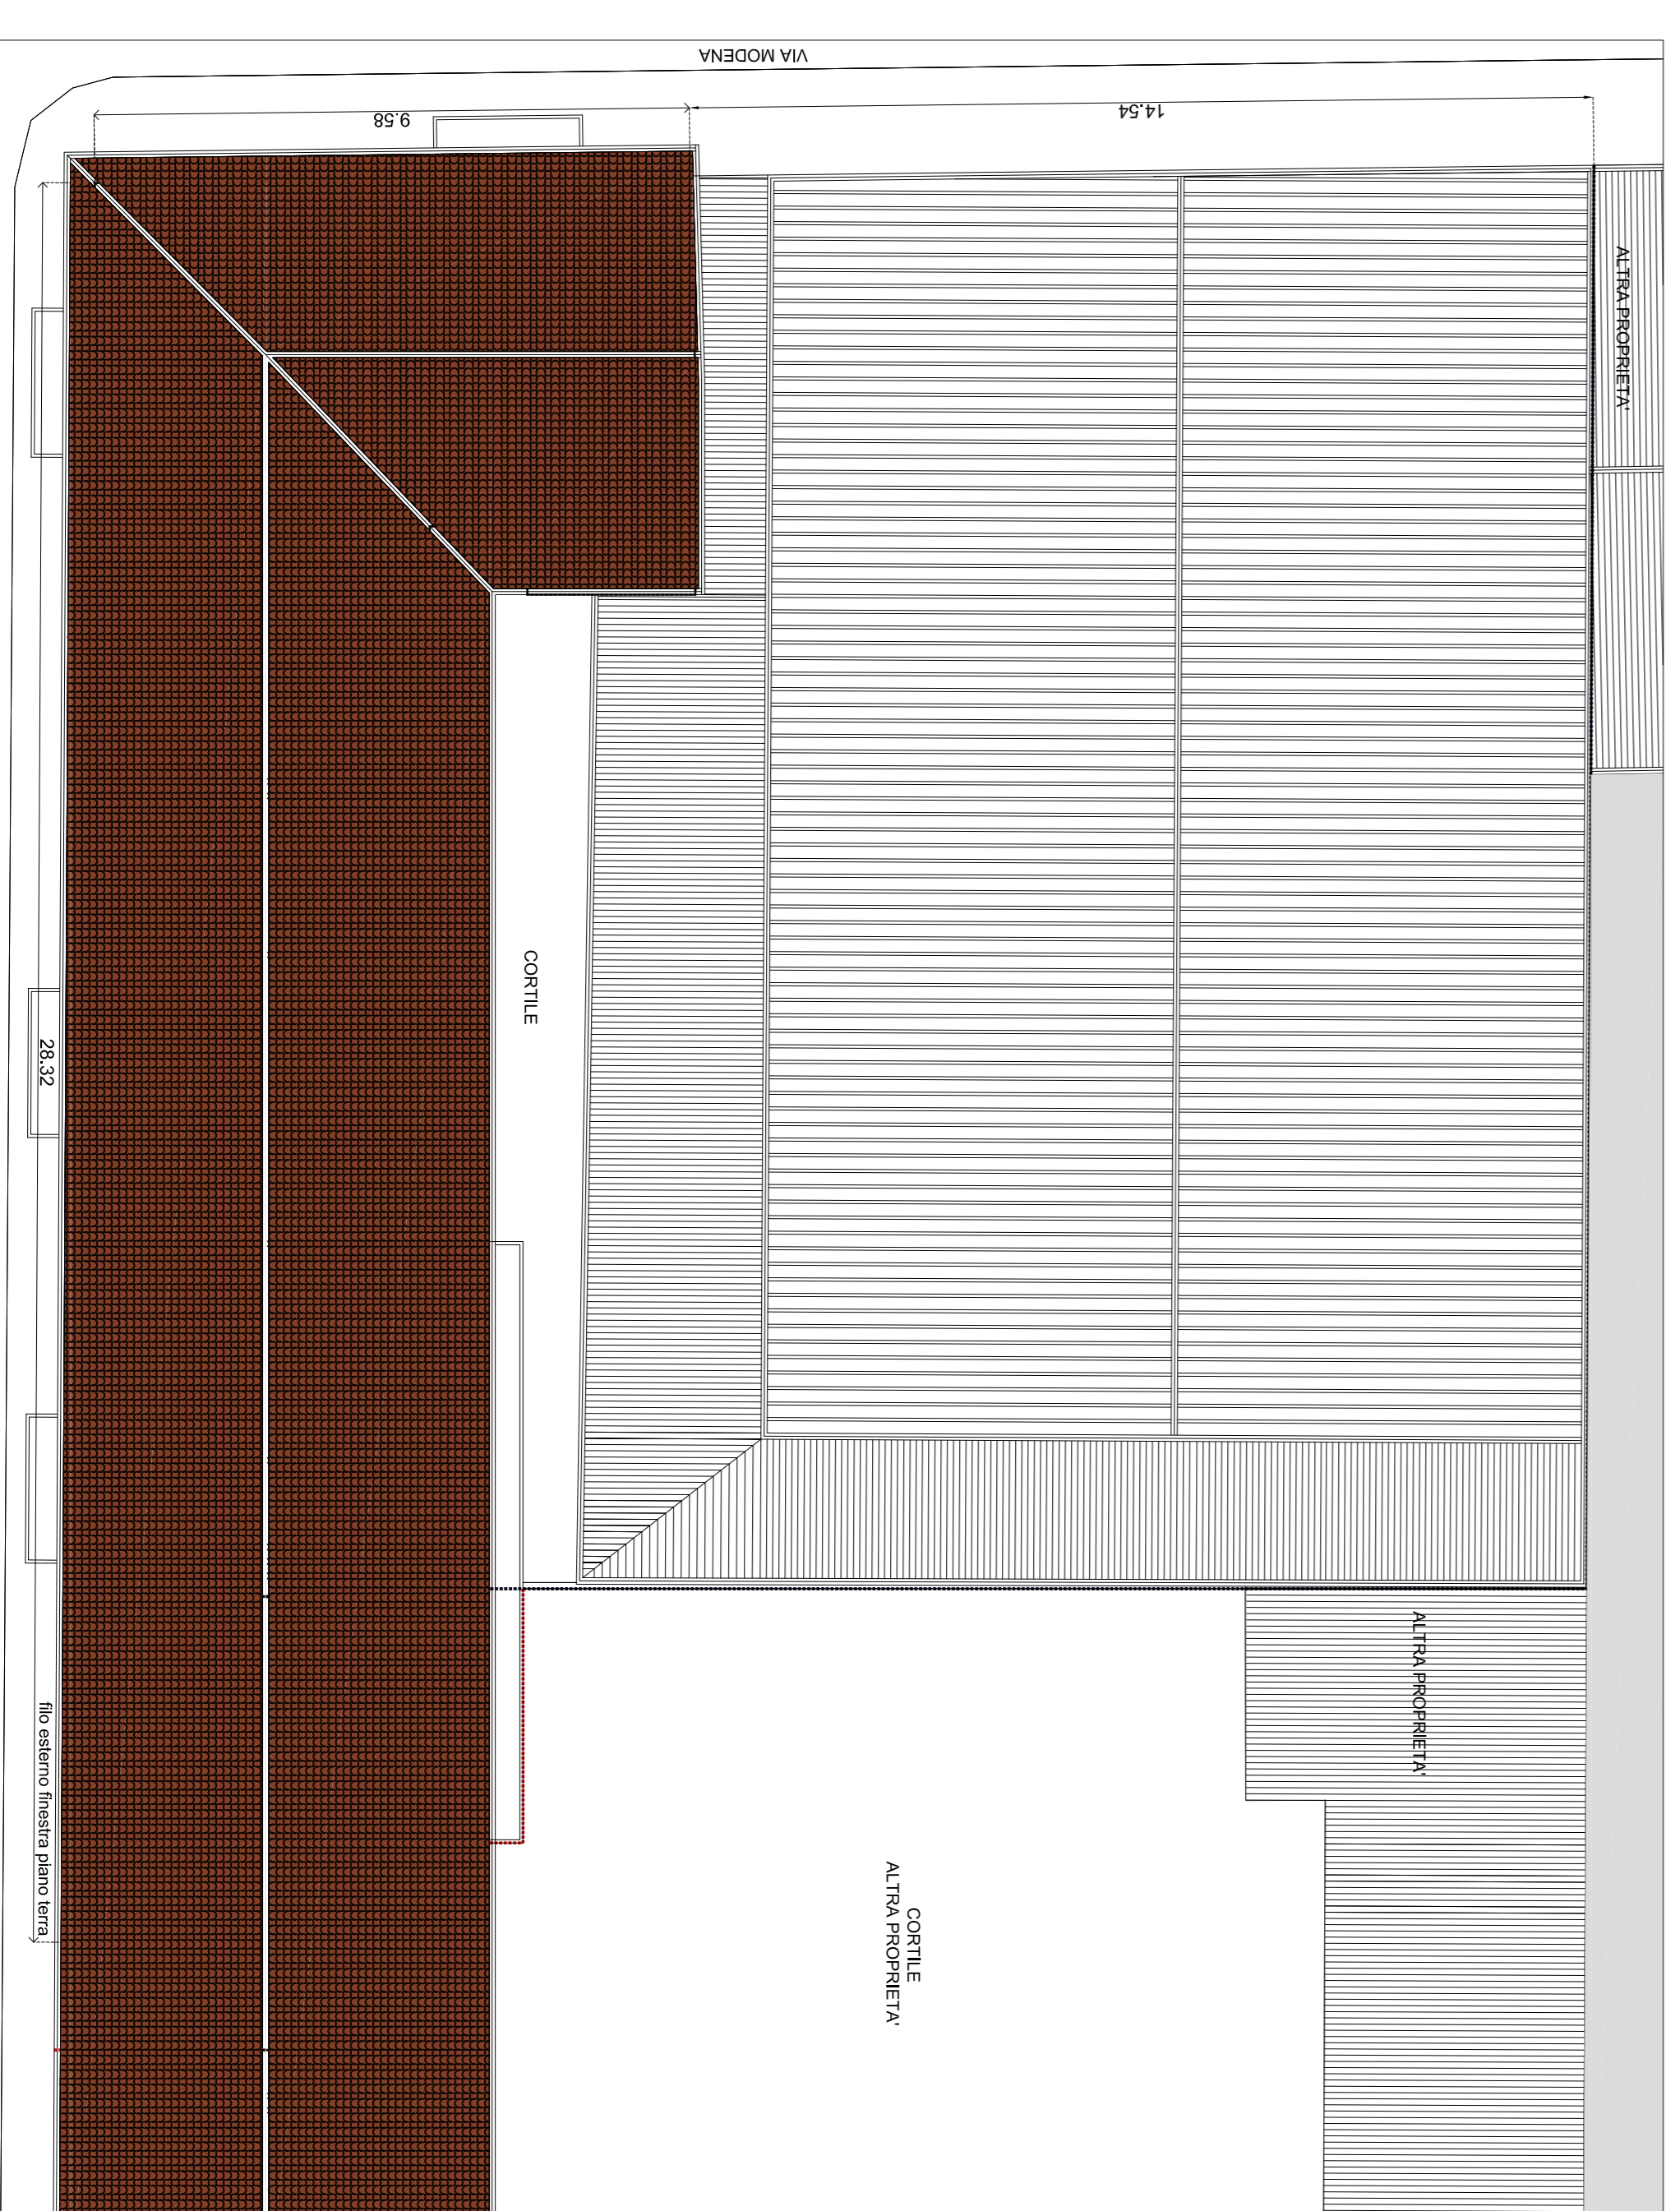 VIA MODENA
9.58
14.54
ALTRA PROPRIETA'
CORTILE
28.32
filo esterno finestra piano terra
ALTRA PROPRIETA'
CORTILE
ALTRA PROPRIETA'